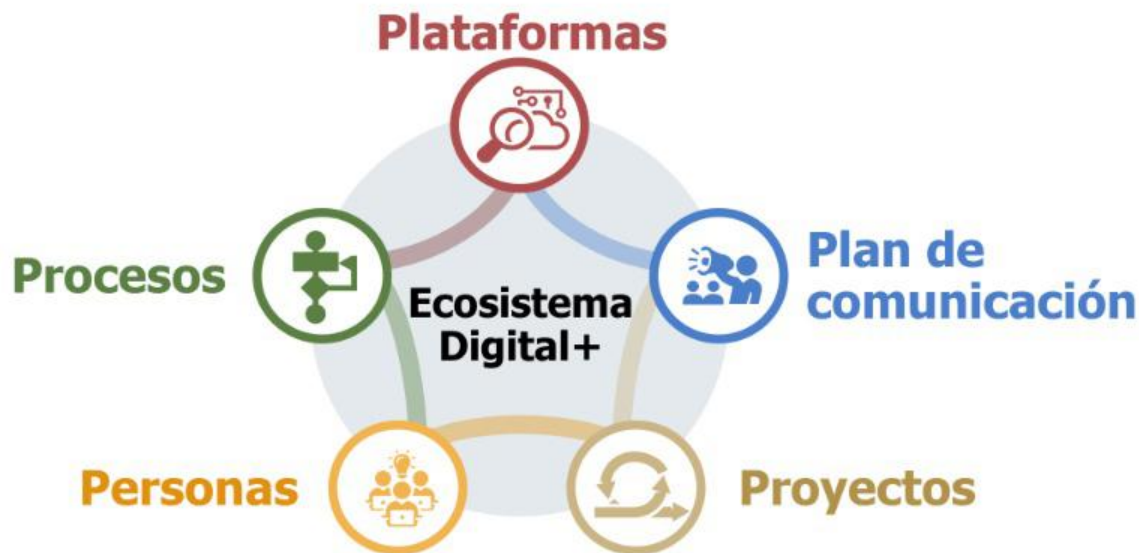 Plataformas
Procesos
Plan de
comunicación
Ecosistema
Digital+
Personas
Proyectos